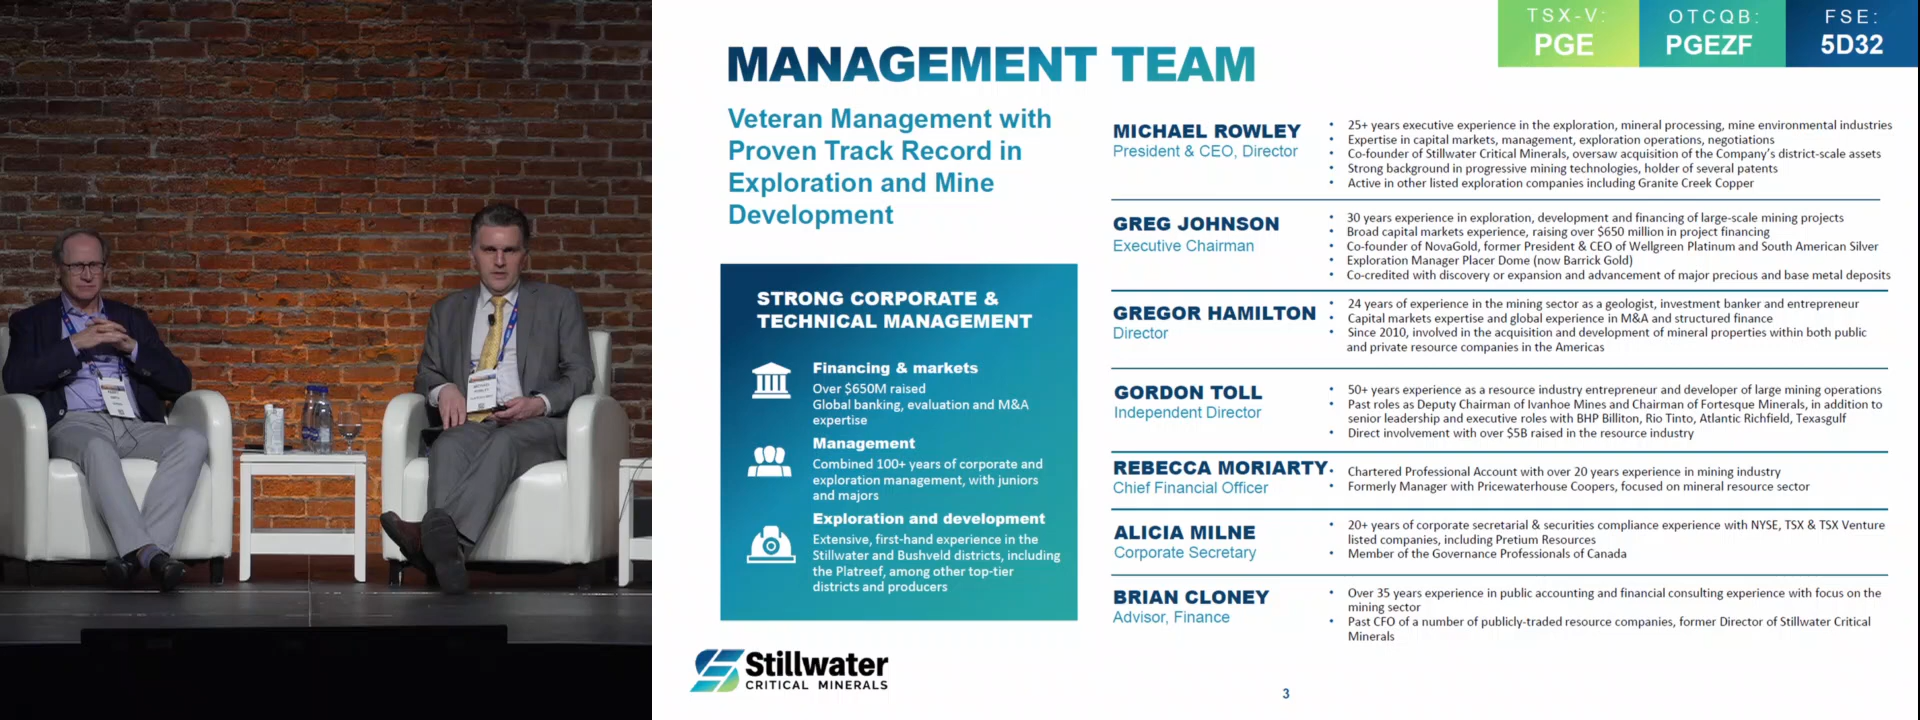 TSX-V:
PGE
OTCQB:
PGEZF
FSE:
5D32
MANAGEMENT TEAM
Veteran Management with
Proven Track Record in
Exploration and Mine
Development
STRONG CORPORATE &
TECHNICAL MANAGEMENT
Financing & markets
Over $650M raised
Global banking, evaluation and M&A
expertise
Management
Combined 100+ years of corporate and
exploration management, with juniors
and majors
Exploration and development
Extensive, first-hand experience in the
Stillwater and Bushveld districts, including
the Platreef, among other top-tier
districts and producers
MICHAEL ROWLEY
President & CEO, Director
• 25+ years executive experience in the exploration, mineral processing, mine environmental industries
• Expertise in capital markets, management, exploration operations, negotiations
• Co-founder of Stillwater Critical Minerals, oversaw acquisition of the Company's district-scale assets
• Strong background in progressive mining technologies, holder of several patents
• Active in other listed exploration companies including Granite Creek Copper
GREG JOHNSON
Executive Chairman
• 30 years experience in exploration, development and financing of large-scale mining projects
• Broad capital markets experience, raising over $650 million in project financing
• Co-founder of NovaGold, former President & CEO of Wellgreen Platinum and South American Silver
• Exploration Manager Placer Dome (now Barrick Gold)
• Co-credited with discovery or expansion and advancement of major precious and base metal deposits
GREGOR HAMILTON
Director
• 24 years of experience in the mining sector as a geologist, investment banker and entrepreneur
• Capital markets expertise and global experience in M&A and structured finance
• Since 2010, involved in the acquisition and development of mineral properties within both public
and private resource companies in the Americas
GORDON TOLL
Independent Director
• 50+ years experience as a resource industry entrepreneur and developer of large mining operations
• Past roles as Deputy Chairman of Ivanhoe Mines and Chairman of Fortesque Minerals, in addition to
senior leadership and executive roles with BHP Billiton, Rio Tinto, Atlantic Richfield, Texasgulf
• Direct involvement with over $5B raised in the resource industry
REBECCA MORIARTY
Chief Financial Officer
• Chartered Professional Account with over 20 years experience in mining industry
• Formerly Manager with Pricewaterhouse Coopers, focused on mineral resource sector
ALICIA MILNE
Corporate Secretary
• 20+ years of corporate secretarial & securities compliance experience with NYSE, TSX & TSX Venture
listed companies, including Pretium Resources
• Member of the Governance Professionals of Canada
BRIAN CLONEY
Advisor, Finance
• Over 35 years experience in public accounting and financial consulting experience with focus on the
mining sector
• Past CFO of a number of publicly-traded resource companies, former Director of Stillwater Critical
Minerals
Stillwater
CRITICAL MINERALS
3